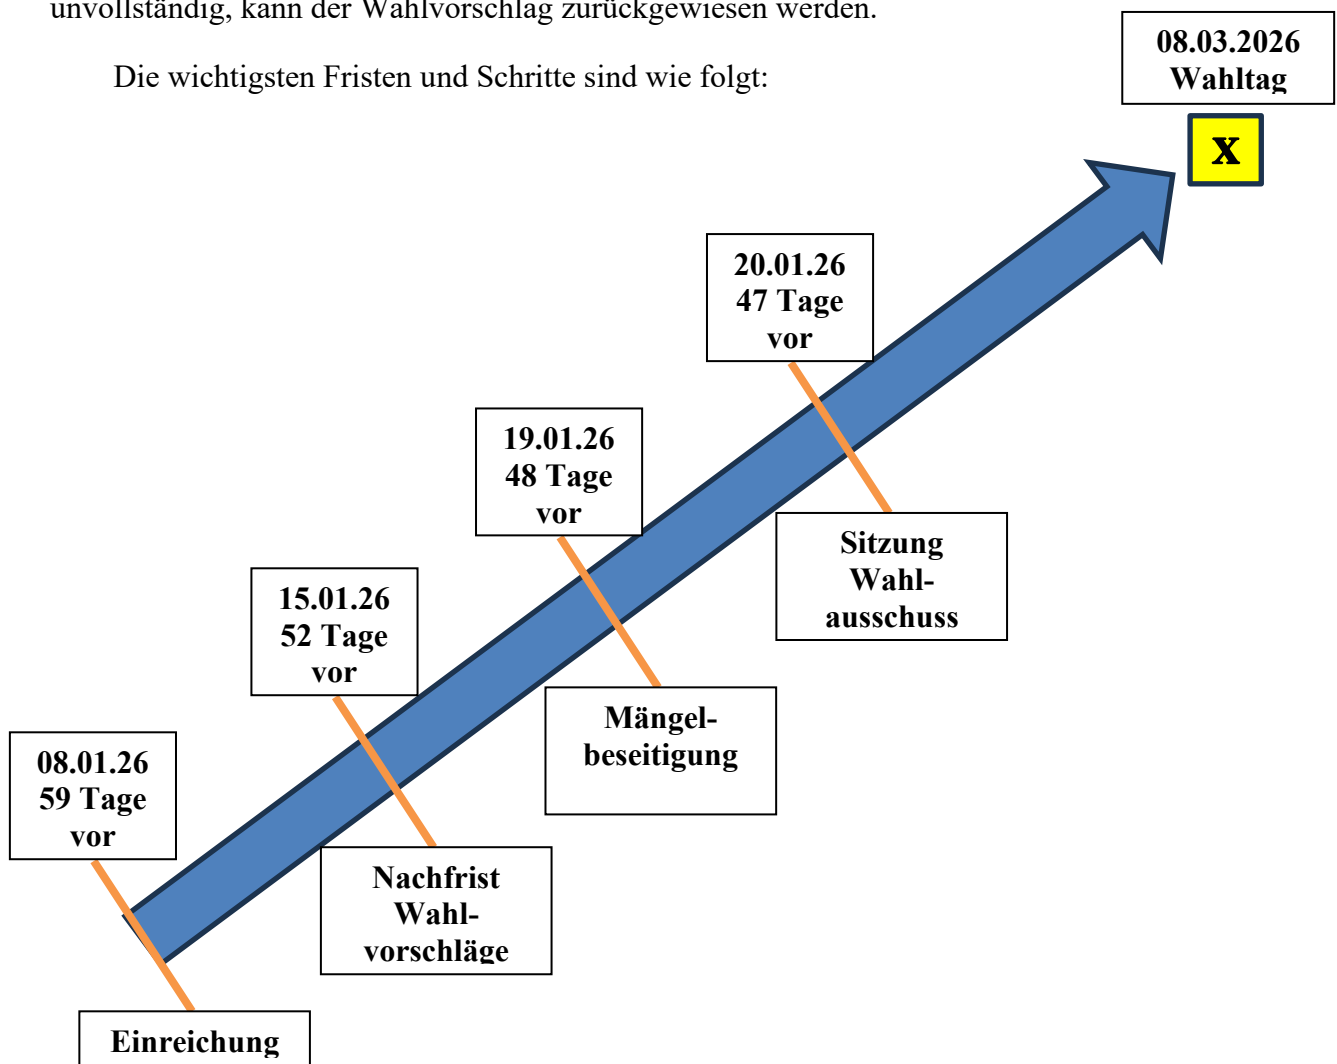 unvollständig, kann der Wahlvorschlag zurückgewiesen werden.
Die wichtigsten Fristen und Schritte sind wie folgt:
08.03.2026
Wahltag
x
20.01.26
47 Tage
vor
19.01.26
48 Tage
vor
Sitzung
Wahl-
ausschuss
15.01.26
52 Tage
vor
Mängel-
beseitigung
08.01.26
59 Tage
vor
Nachfrist
Wahl-
vorschläge
Einreichung